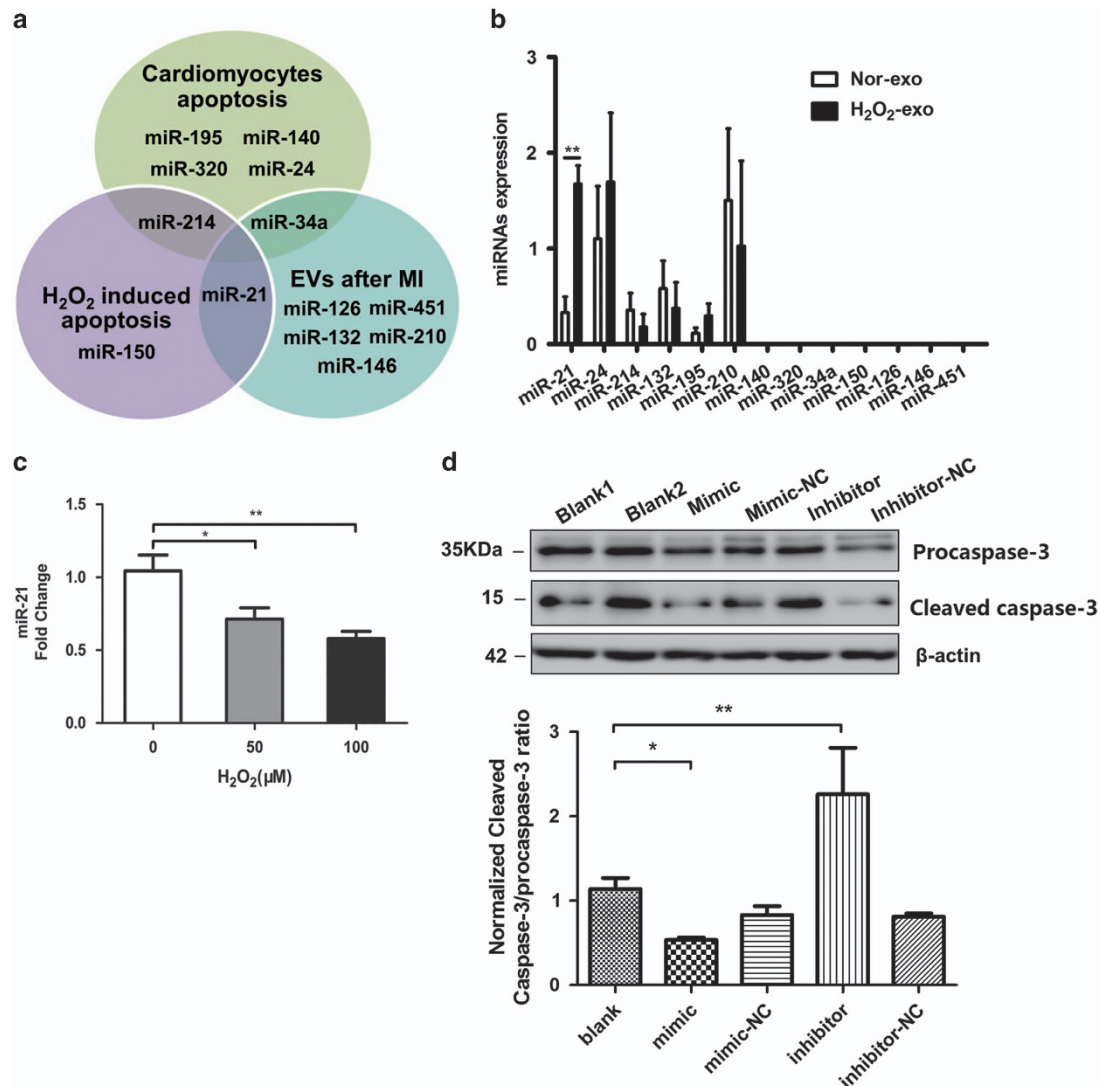 a
Cardiomyocytes
apoptosis
miR-195 miR-140
miR-320 miR-24
miR-214 miR-34a
H₂O₂ induced
apoptosis
miR-150
miR-21
EVs after MI
miR-126 miR-451
miR-132 miR-210
miR-146
b
miRNAs expression
3
2
1
0
**
Nor-exo
H₂O₂-exo
miR-21
miR-24
miR-214
miR-132
miR-195
miR-210
miR-140
miR-320
miR-34a
miR-150
miR-126
miR-146
miR-451
c
miR-21
Fold Change
1.5
1.0
0.5
0.0
**
*
0 50 100
H₂O₂(µM)
d
Blank1 Blank2 Mimic Mimic-NC Inhibitor Inhibitor-NC
35KDa – Procaspase-3
15 – Cleaved caspase-3
42 – β-actin
Normalized Cleaved
Caspase-3/procaspase-3 ratio
3
2
1
0
**
*
blank
mimic
mimic-NC
inhibitor
inhibitor-NC